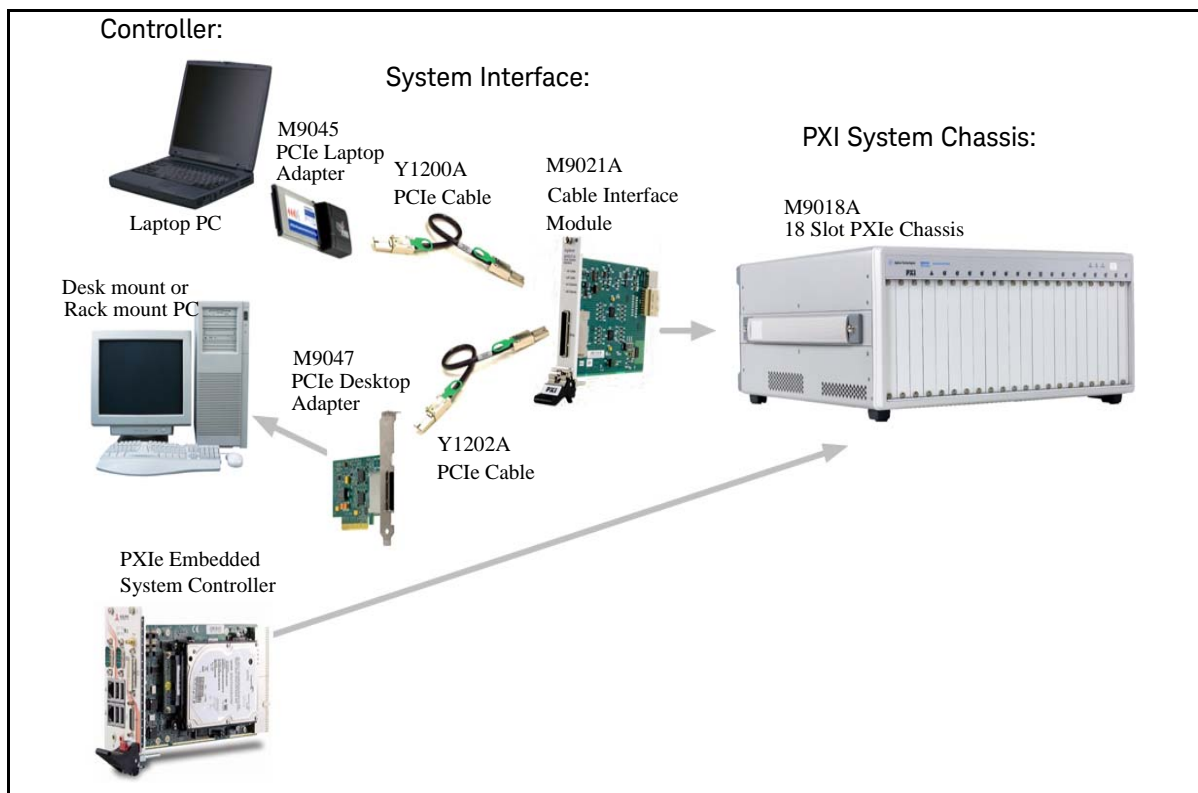 Controller:
System Interface:
PXI System Chassis:
M9045
PCIe Laptop
Adapter
Laptop PC
Y1200A
PCIe Cable
M9021A
Cable Interface
Module
M9018A
18 Slot PXIe Chassis
PXI
Desk mount or
Rack mount PC
M9047
PCIe Desktop
Adapter
Y1202A
PCIe Cable
PXI
PXIe Embedded
System Controller